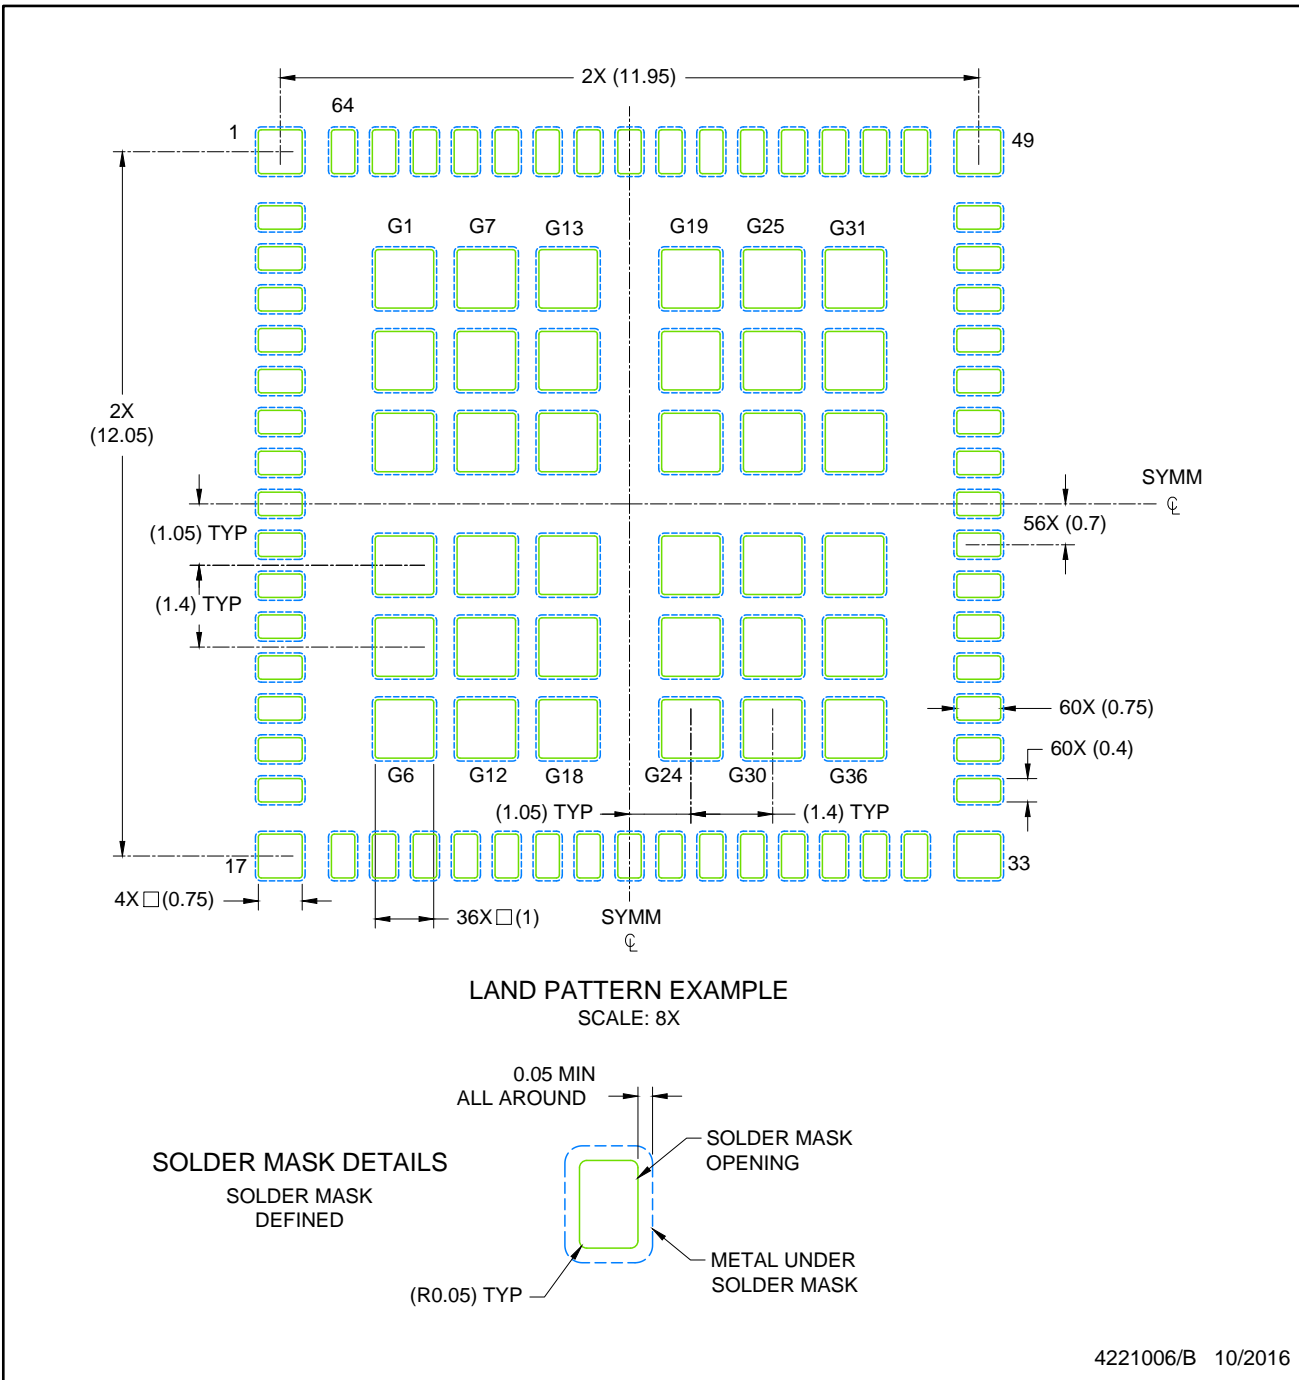 2X (11.95)
64
1
49
G1
G7
G13
G19
G25
G31
2X
(12.05)
SYMM
℄
(1.05) TYP
56X (0.7)
(1.4) TYP
60X (0.75)
60X (0.4)
G6
G12
G18
G24
G30
G36
(1.05) TYP
(1.4) TYP
17
33
4X □ (0.75)
36X □ (1)
SYMM
℄
LAND PATTERN EXAMPLE
SCALE: 8X
0.05 MIN
ALL AROUND
SOLDER MASK
OPENING
SOLDER MASK DETAILS
SOLDER MASK
DEFINED
METAL UNDER
SOLDER MASK
(R0.05) TYP
4221006/B 10/2016